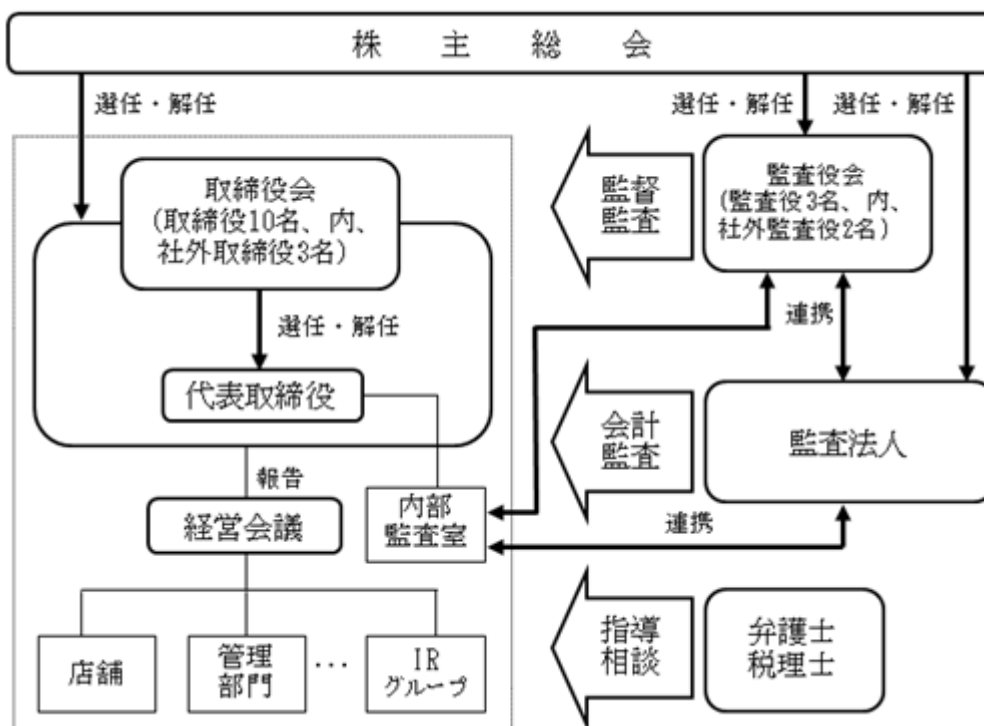 株主総会
選任・解任
選任・解任
選任・解任
取締役会
(取締役10名、内、
社外取締役3名)
監督
監査
監査役会
(監査役3名、内、
社外監査役2名)
選任・解任
連携
代表取締役
会計
監査
監査法人
報告
経営会議
内部
監査室
連携
店舗
管理
部門
...
IR
グループ
指導
相談
弁護士
税理士